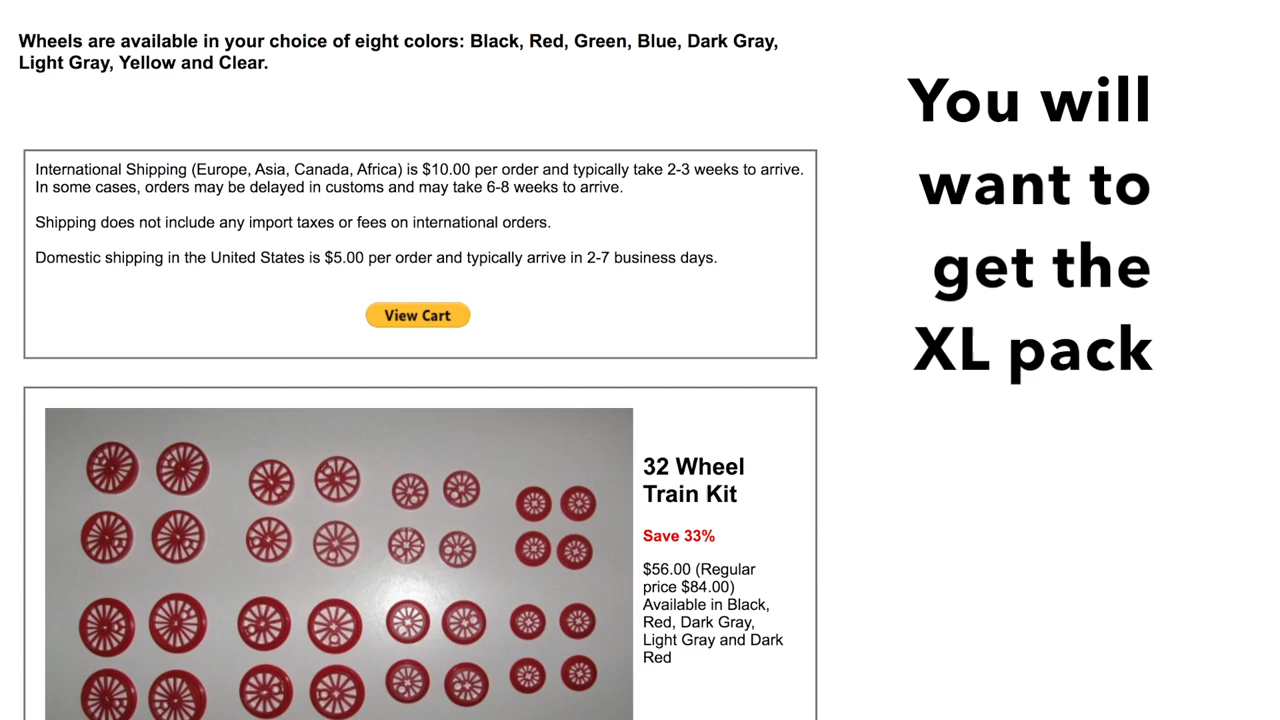 Wheels are available in your choice of eight colors: Black, Red, Green, Blue, Dark Gray,
Light Gray, Yellow and Clear.
International Shipping (Europe, Asia, Canada, Africa) is $10.00 per order and typically take 2-3 weeks to arrive.
In some cases, orders may be delayed in customs and may take 6-8 weeks to arrive.
Shipping does not include any import taxes or fees on international orders.
Domestic shipping in the United States is $5.00 per order and typically arrive in 2-7 business days.
View Cart
32 Wheel
Train Kit
Save 33%
$56.00 (Regular
price $84.00)
Available in Black,
Red, Dark Gray,
Light Gray and Dark
Red
You will
want to
get the
XL pack